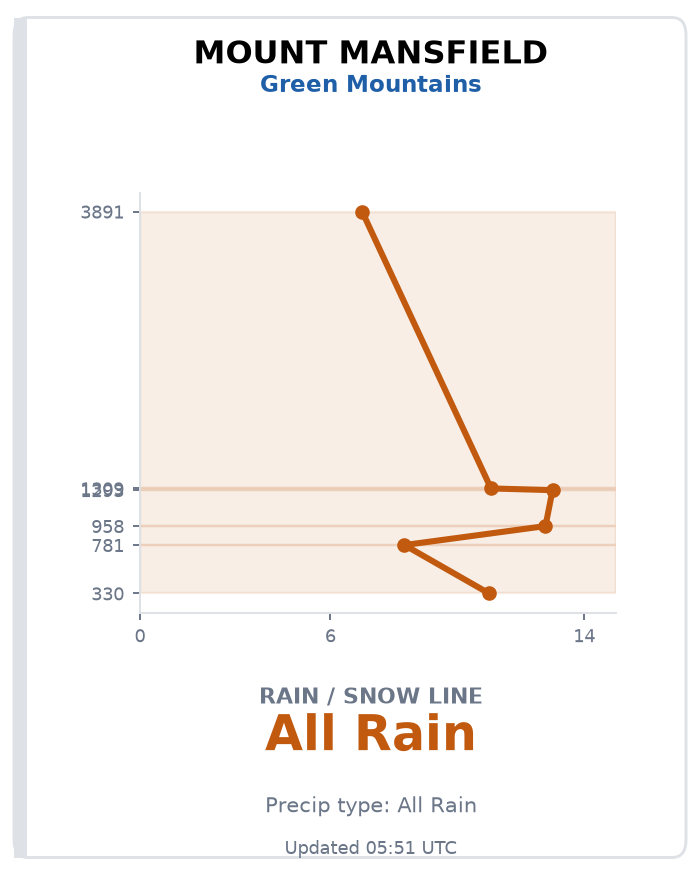 MOUNT MANSFIELD
Green Mountains
3891
958
781
330
0 6 14
RAIN / SNOW LINE
All Rain
Precip type: All Rain
Updated 05:51 UTC